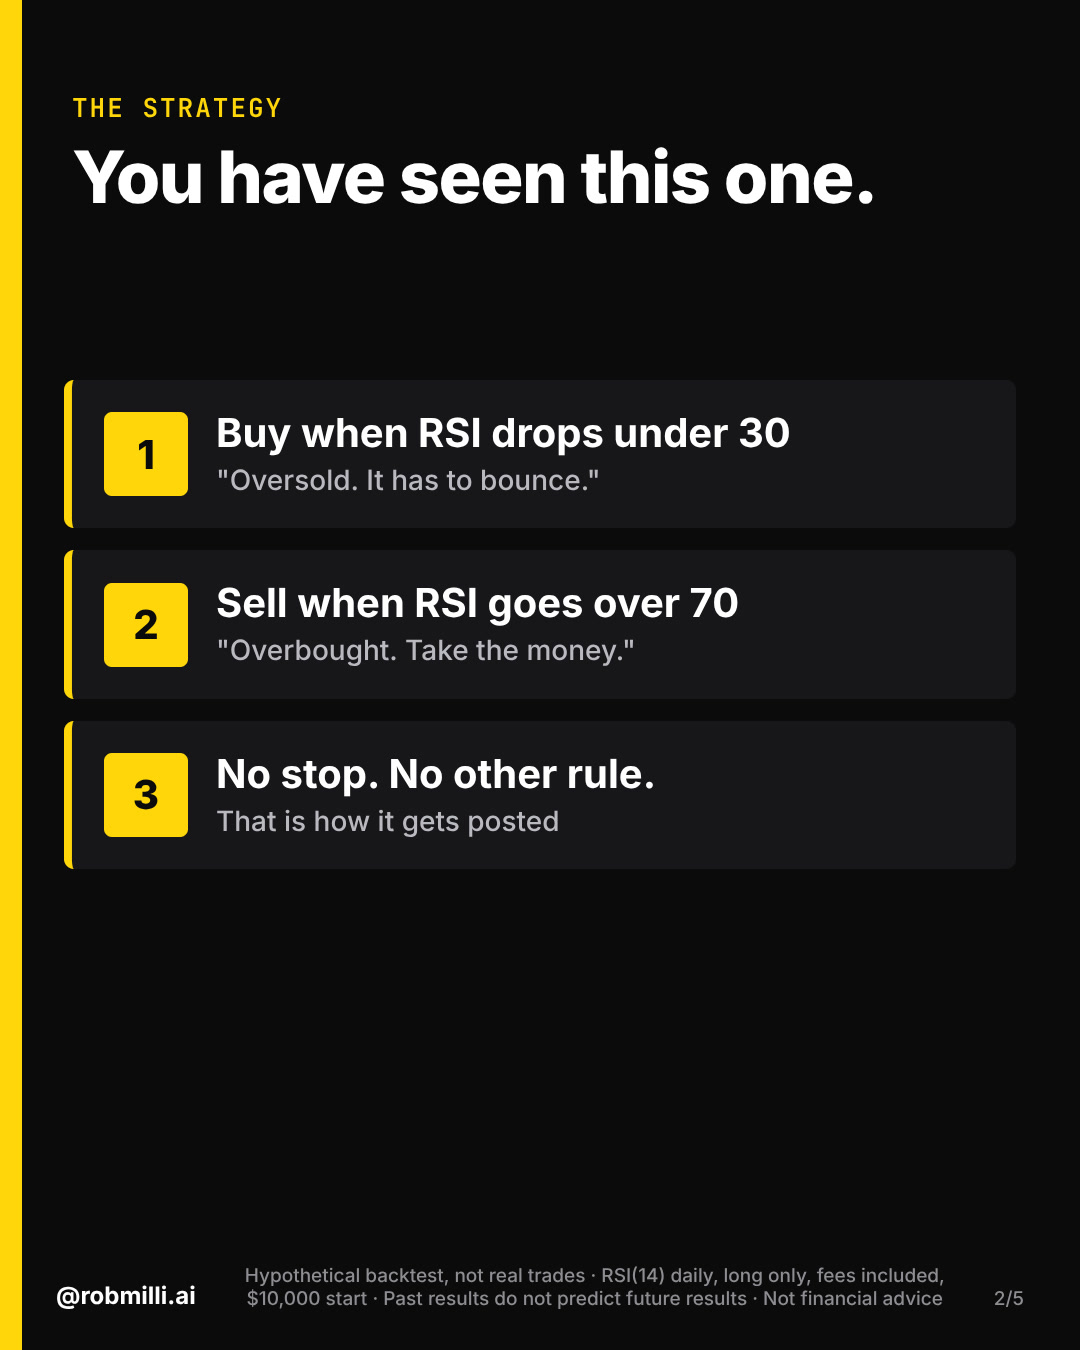 THE STRATEGY
You have seen this one.
1
Buy when RSI drops under 30
"Oversold. It has to bounce."
2
Sell when RSI goes over 70
"Overbought. Take the money."
3
No stop. No other rule.
That is how it gets posted
@robmilli.ai
Hypothetical backtest, not real trades · RSI(14) daily, long only, fees included,
$10,000 start · Past results do not predict future results · Not financial advice
2/5